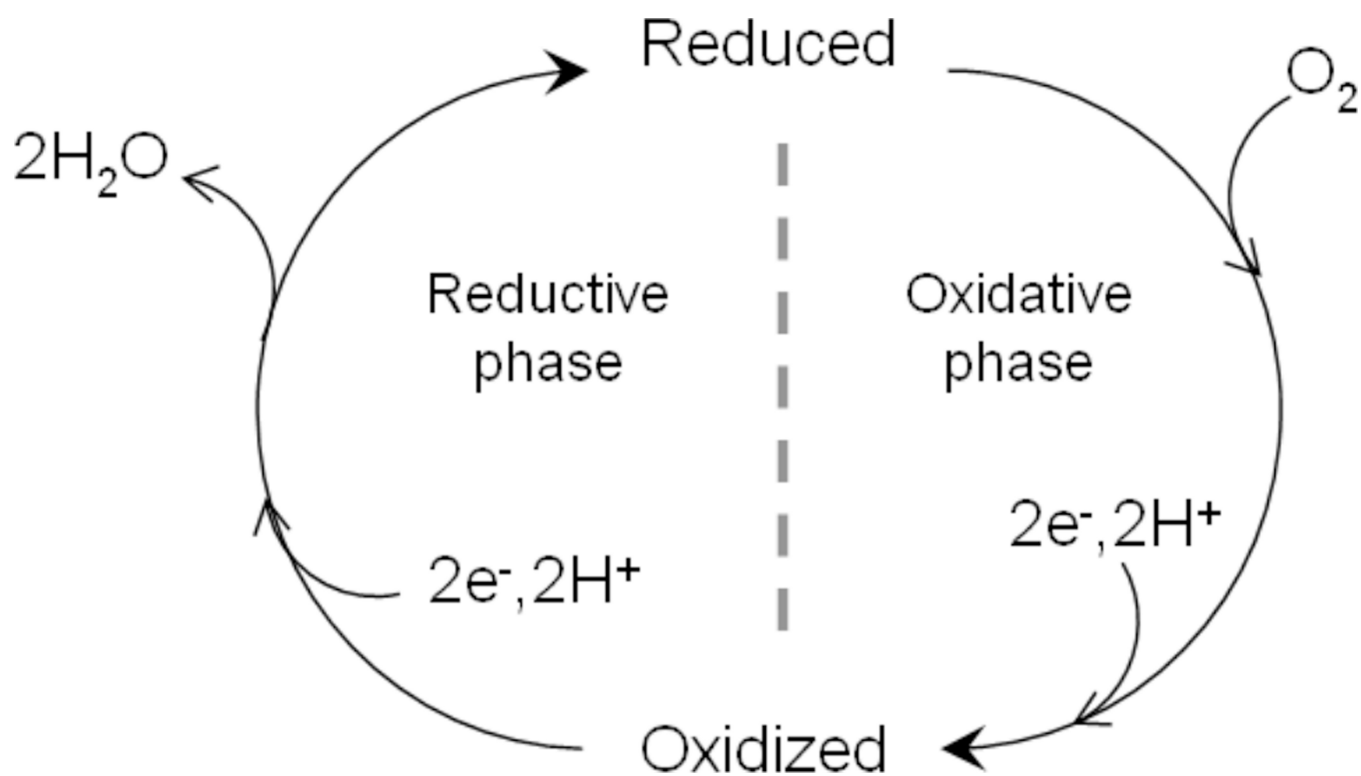 Reduced
O₂
2H₂O
Reductive
phase
Oxidative
phase
2e⁻,2H⁺
2e⁻,2H⁺
Oxidized